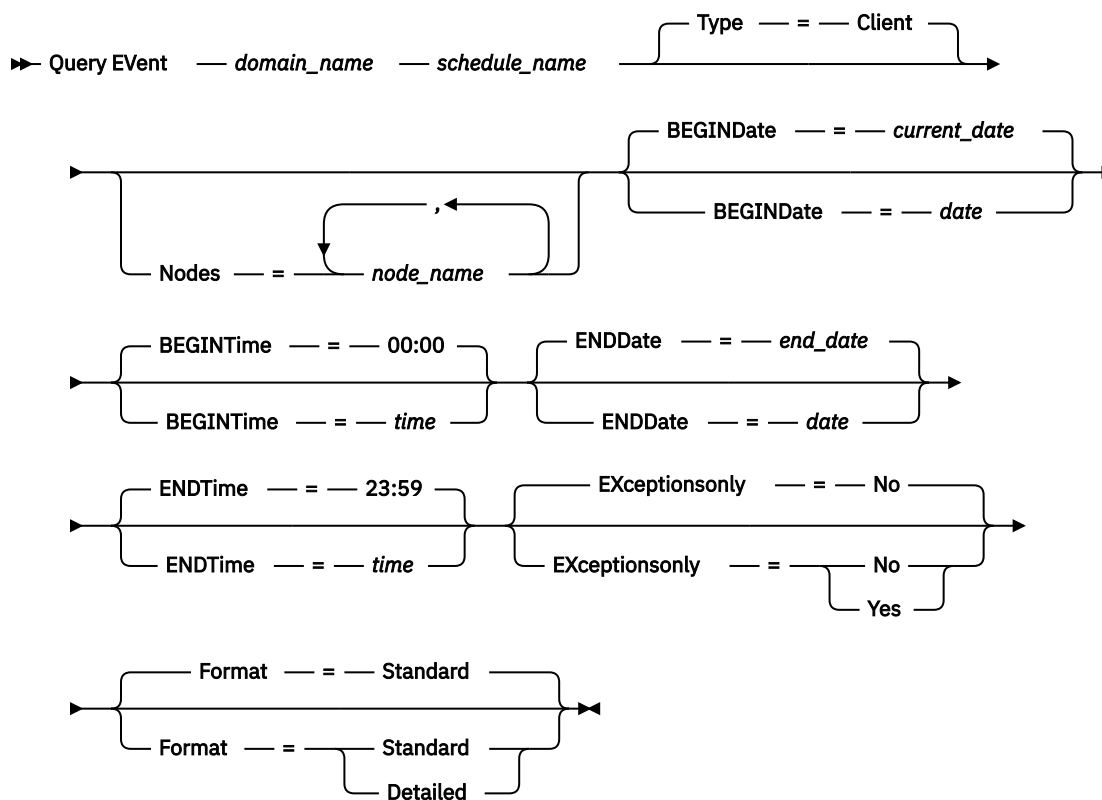 Type = Client
Query EVent domain_name schedule_name
BEGINDate = current_date
BEGINDate = date
,
Nodes = node_name
BEGINTime = 00:00
BEGINTime = time
ENDDate = end_date
ENDDate = date
ENDTime = 23:59
ENDTime = time
EXceptionsonly = No
EXceptionsonly = No
Yes
Format = Standard
Format = Standard
Detailed